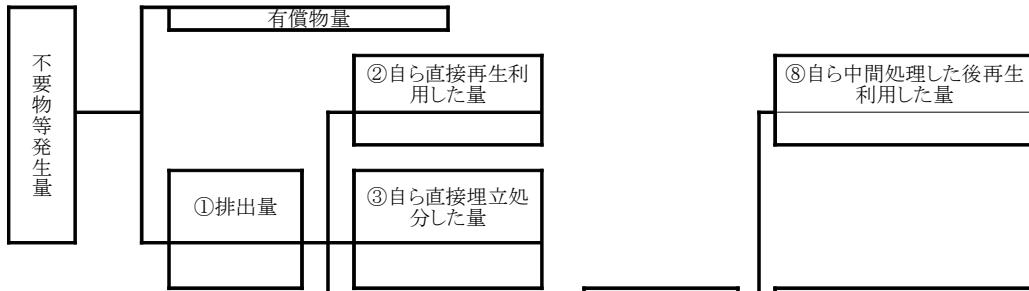 有償物量
不要物等発生量
②自ら直接再生利
用した量
⑧自ら中間処理した後再生
利用した量
①排出量
③自ら直接埋立処
分した量